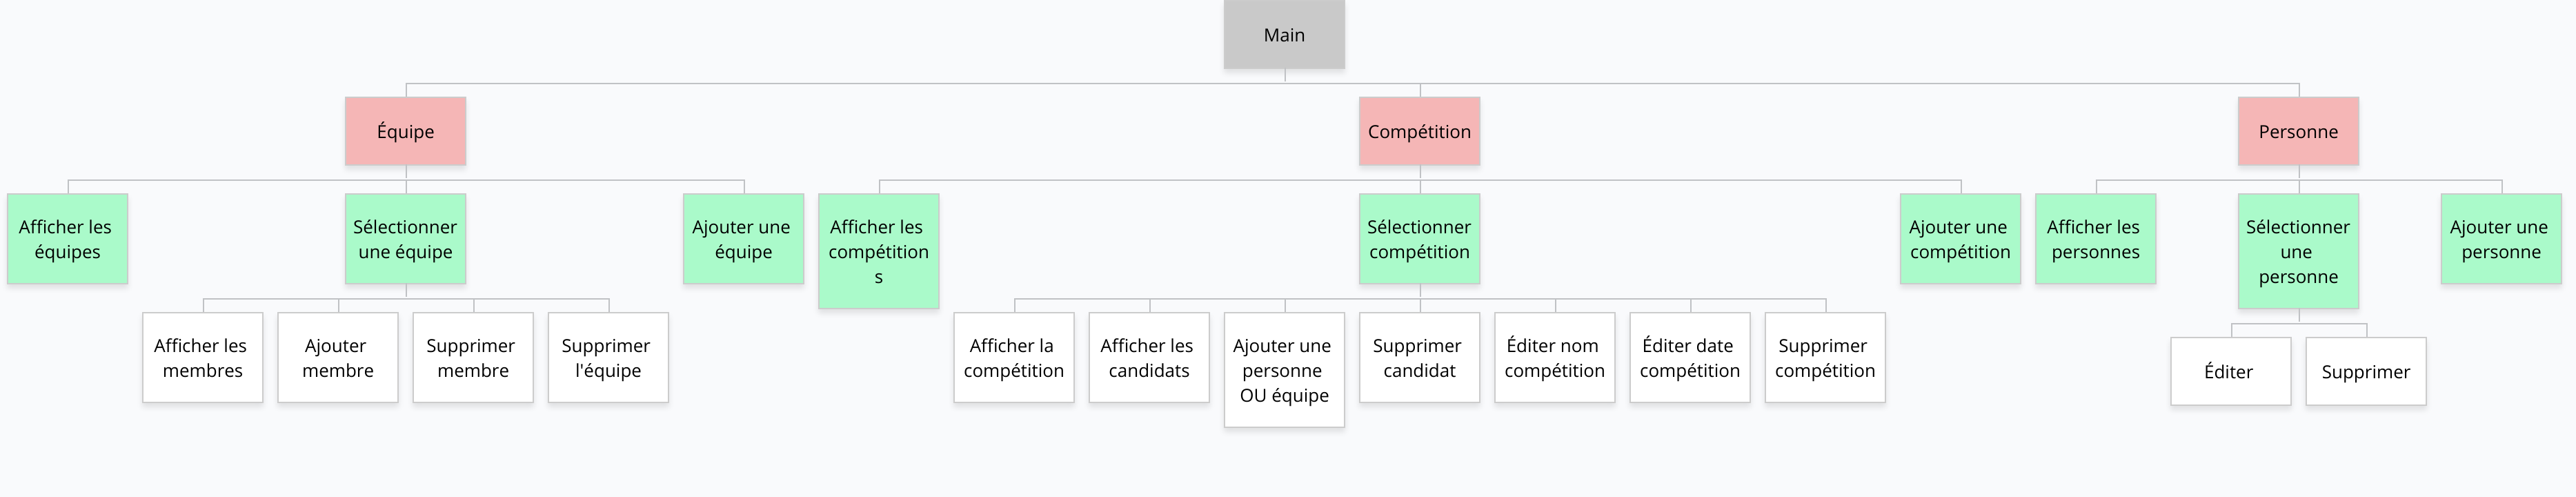 Main
Équipe
Compétition
Personne
Afficher les
équipes
Sélectionner
une équipe
Ajouter une
équipe
Afficher les
compétition
s
Sélectionner
compétition
Ajouter une
compétition
Afficher les
personnes
Sélectionner
une
personne
Ajouter une
personne
Afficher les
membres
Ajouter
membre
Supprimer
membre
Supprimer
l'équipe
Afficher la
compétition
Afficher les
candidats
Ajouter une
personne
OU équipe
Supprimer
candidat
Éditer nom
compétition
Éditer date
compétition
Supprimer
compétition
Éditer
Supprimer